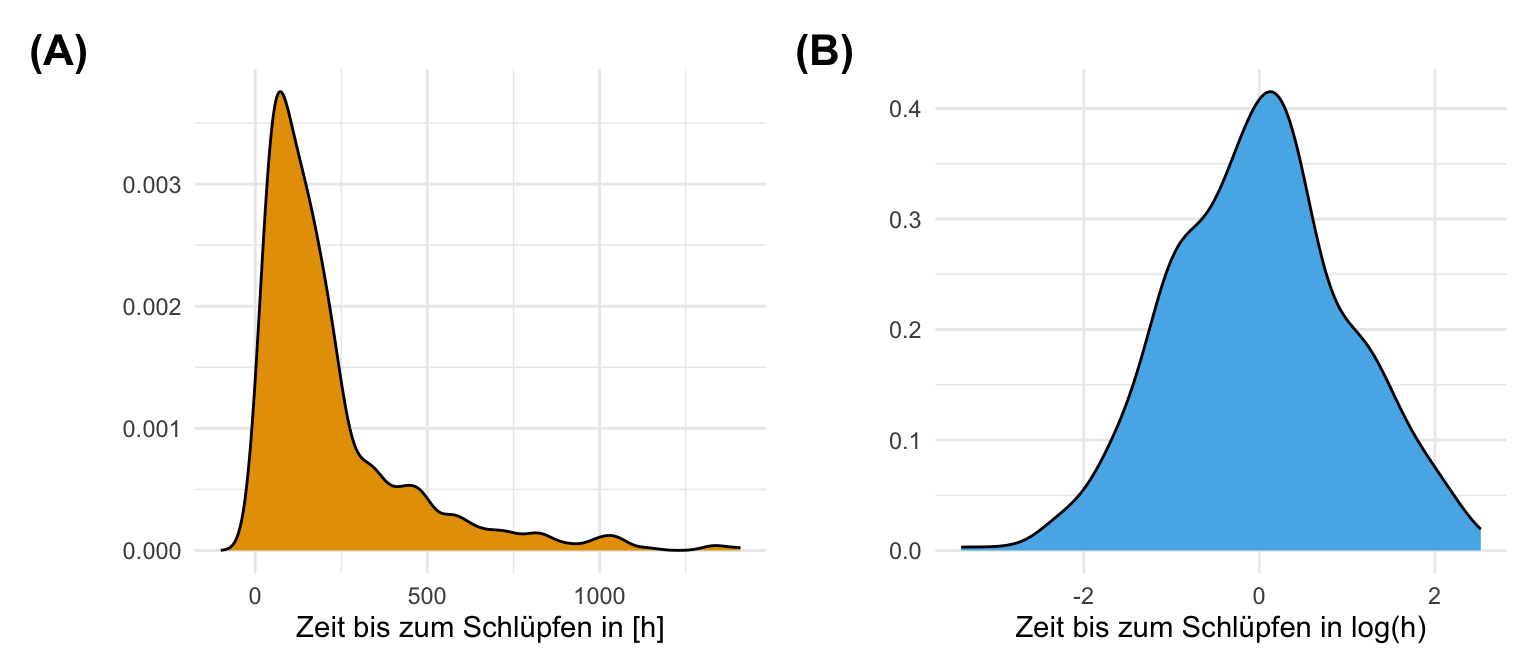 (A)
0.003
0.002
0.001
0.000
0 500 1000
Zeit bis zum Schlüpfen in [h]
(B)
0.4
0.3
0.2
0.1
0.0
-2 0 2
Zeit bis zum Schlüpfen in log(h)